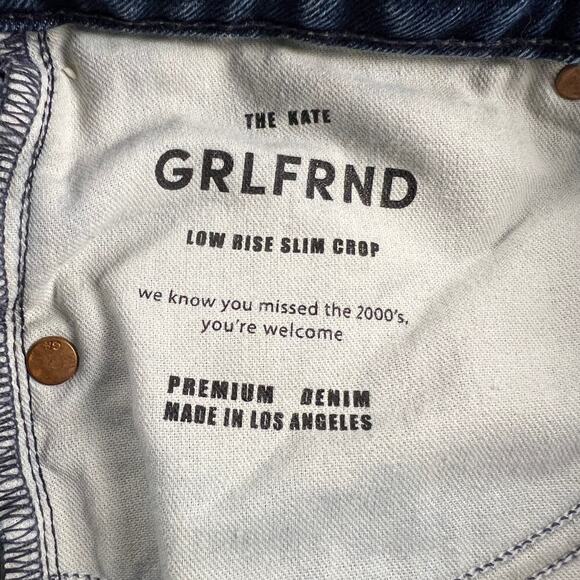 THE KATE
GRLFRND
LOW RISE SLIM CROP
we know you missed the 2000's,
you're welcome
PREMIUM DENIM
MADE IN LOS ANGELES